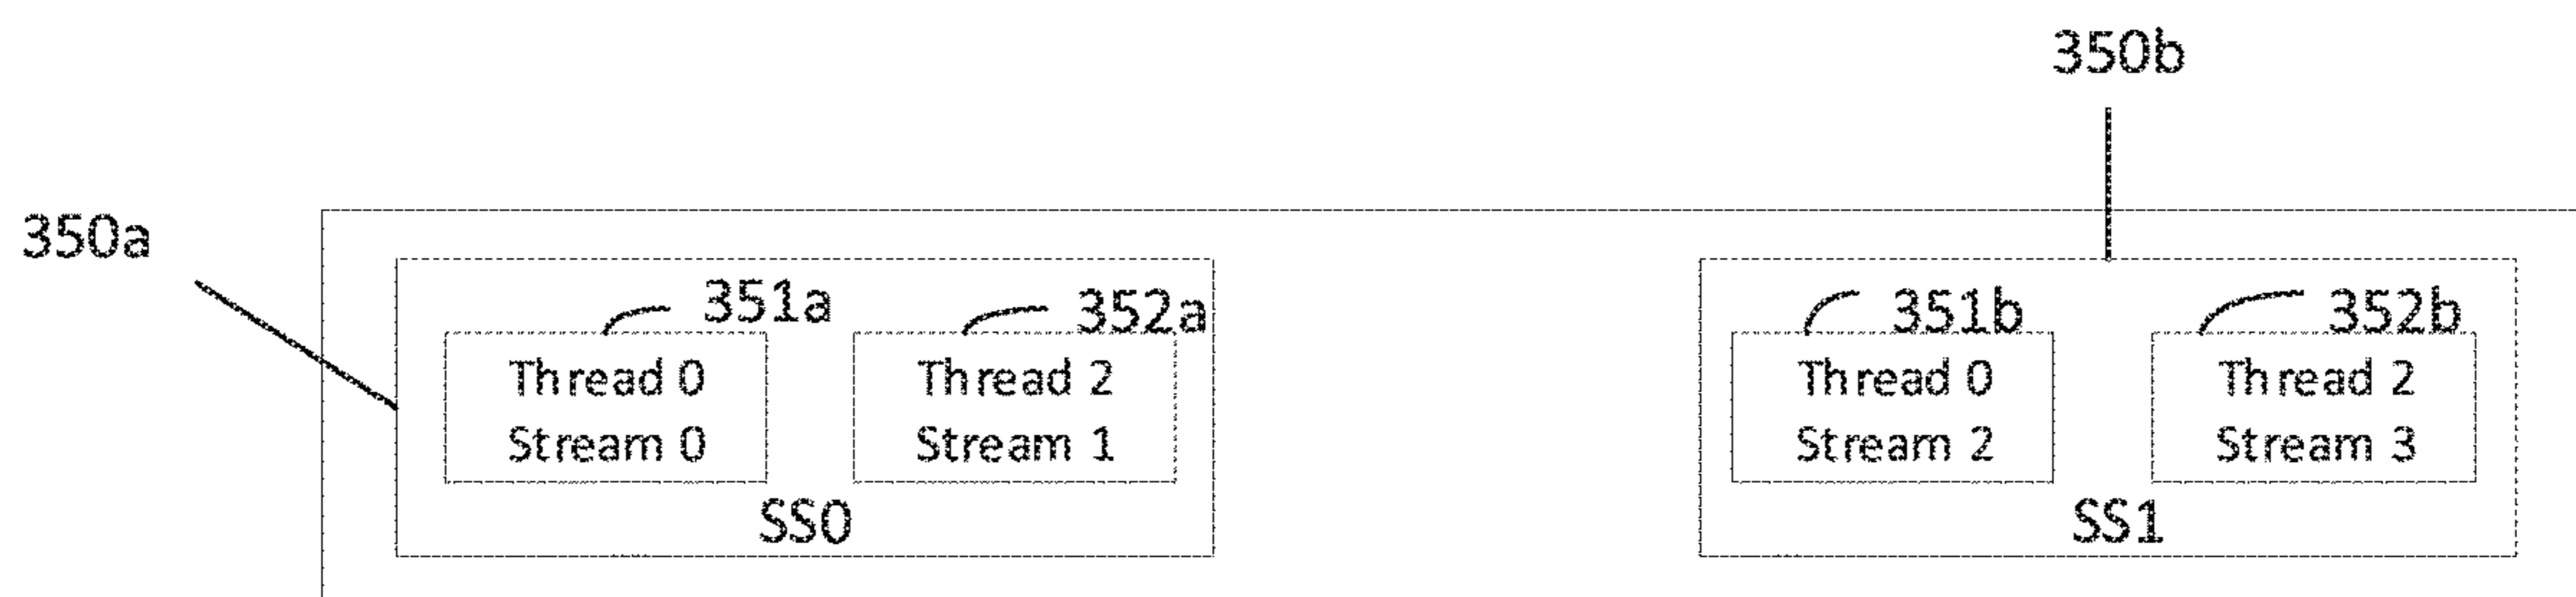 350b
350a
351a
352a
351b
352b
Thread 0
Stream 0
Thread 2
Stream 1
Thread 0
Stream 2
Thread 2
Stream 3
SS0
SS1